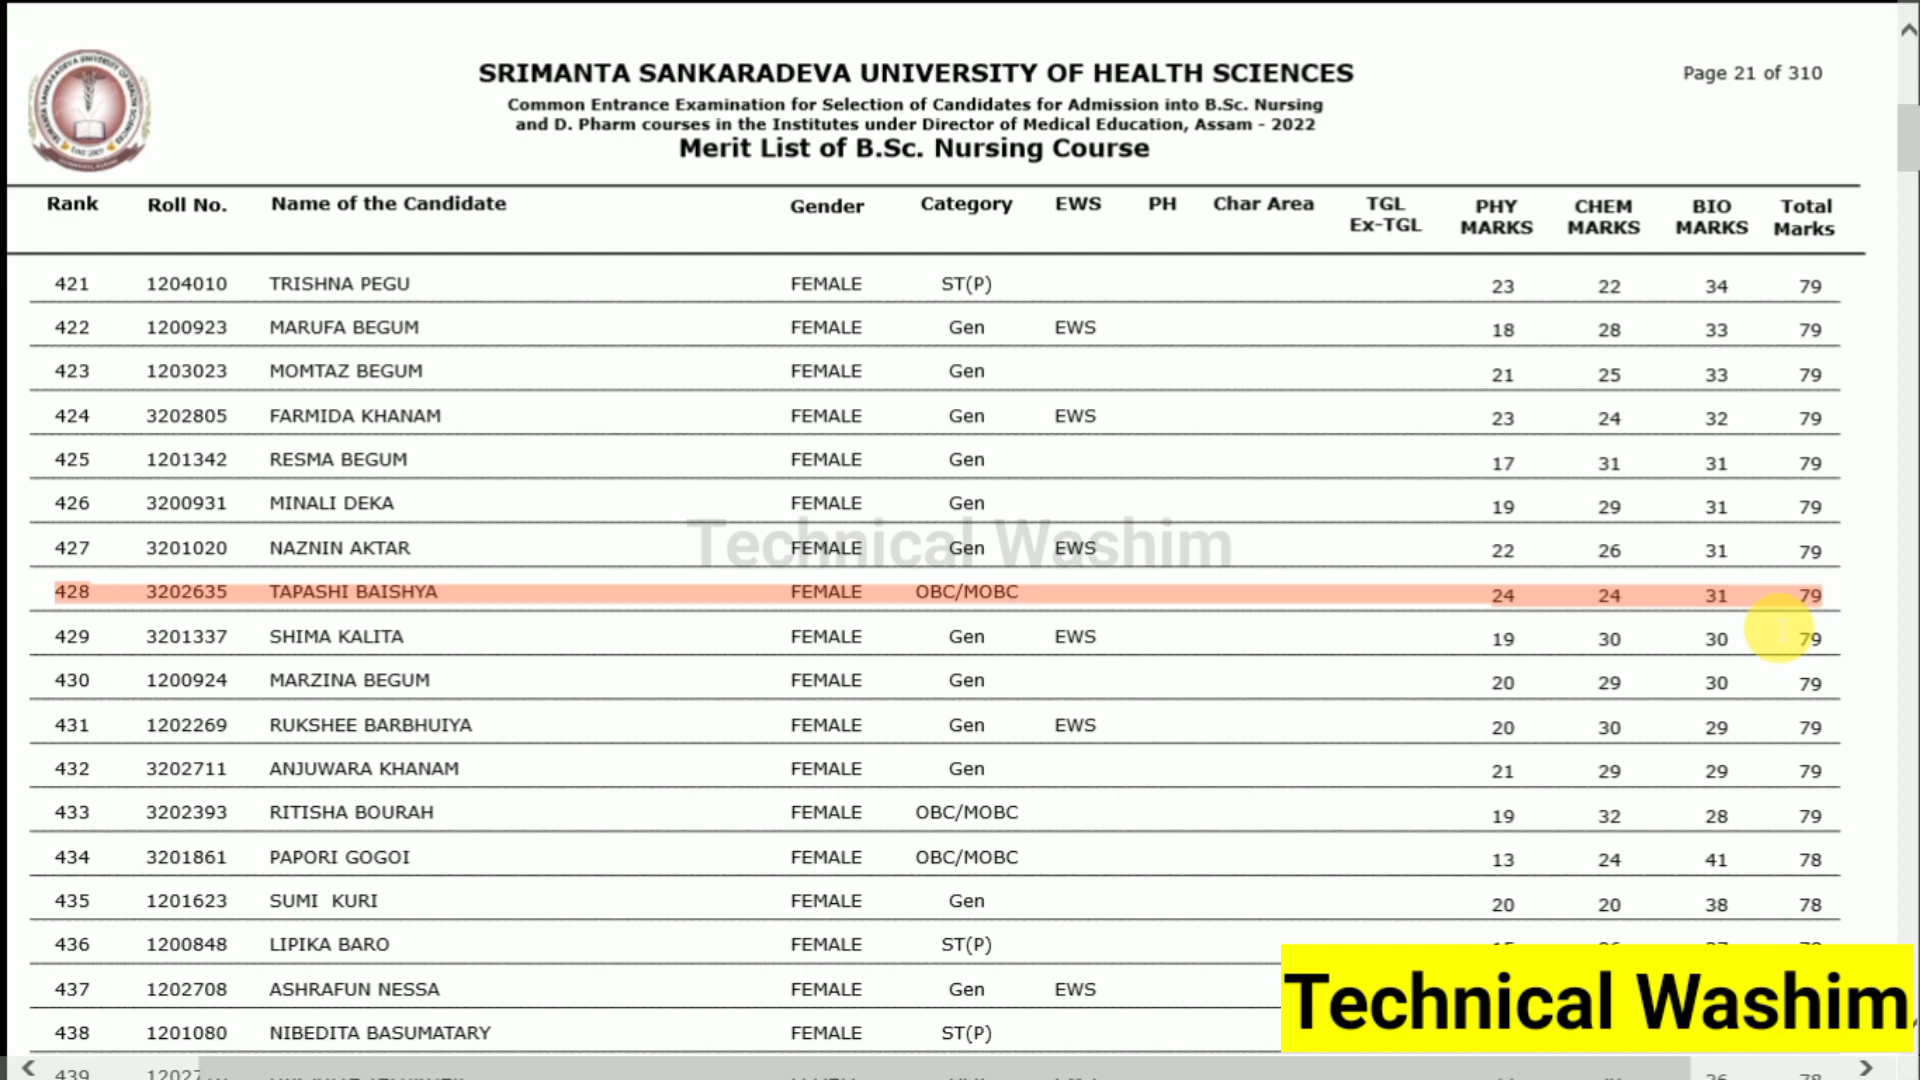 SRIMANTA SANKARADEVA UNIVERSITY OF HEALTH SCIENCES
Page 21 of 310
Common Entrance Examination for Selection of Candidates for Admission into B.Sc. Nursing
and D. Pharm courses in the Institutes under Director of Medical Education, Assam - 2022
Merit List of B.Sc. Nursing Course
Rank Roll No. Name of the Candidate Gender Category EWS PH Char Area TGL Ex-TGL PHY MARKS CHEM MARKS BIO MARKS Total Marks
421 1204010 TRISHNA PEGU FEMALE ST(P) 23 22 34 79
422 1200923 MARUFA BEGUM FEMALE Gen EWS 18 28 33 79
423 1203023 MOMTAZ BEGUM FEMALE Gen 21 25 33 79
424 3202805 FARMIDA KHANAM FEMALE Gen EWS 23 24 32 79
425 1201342 RESMA BEGUM FEMALE Gen 17 31 31 79
426 3200931 MINALI DEKA FEMALE Gen 19 29 31 79
Technical Washim
427 3201020 NAZNIN AKTAR FEMALE Gen EWS 22 26 31 79
428 3202635 TAPASHI BAISHYA FEMALE OBC/MOBC 24 24 31 79
429 3201337 SHIMA KALITA FEMALE Gen EWS 19 30 30 79
430 1200924 MARZINA BEGUM FEMALE Gen 20 29 30 79
431 1202269 RUKSHEE BARBHUIYA FEMALE Gen EWS 20 30 29 79
432 3202711 ANJUWARA KHANAM FEMALE Gen 21 29 29 79
433 3202393 RITISHA BOURAH FEMALE OBC/MOBC 19 32 28 79
434 3201861 PAPORI GOGOI FEMALE OBC/MOBC 13 24 41 78
435 1201623 SUMI KURI FEMALE Gen 20 20 38 78
436 1200848 LIPIKA BARO FEMALE ST(P)
437 1202708 ASHRAFUN NESSA FEMALE Gen EWS
438 1201080 NIBEDITA BASUMATARY FEMALE ST(P)
Technical Washim
439